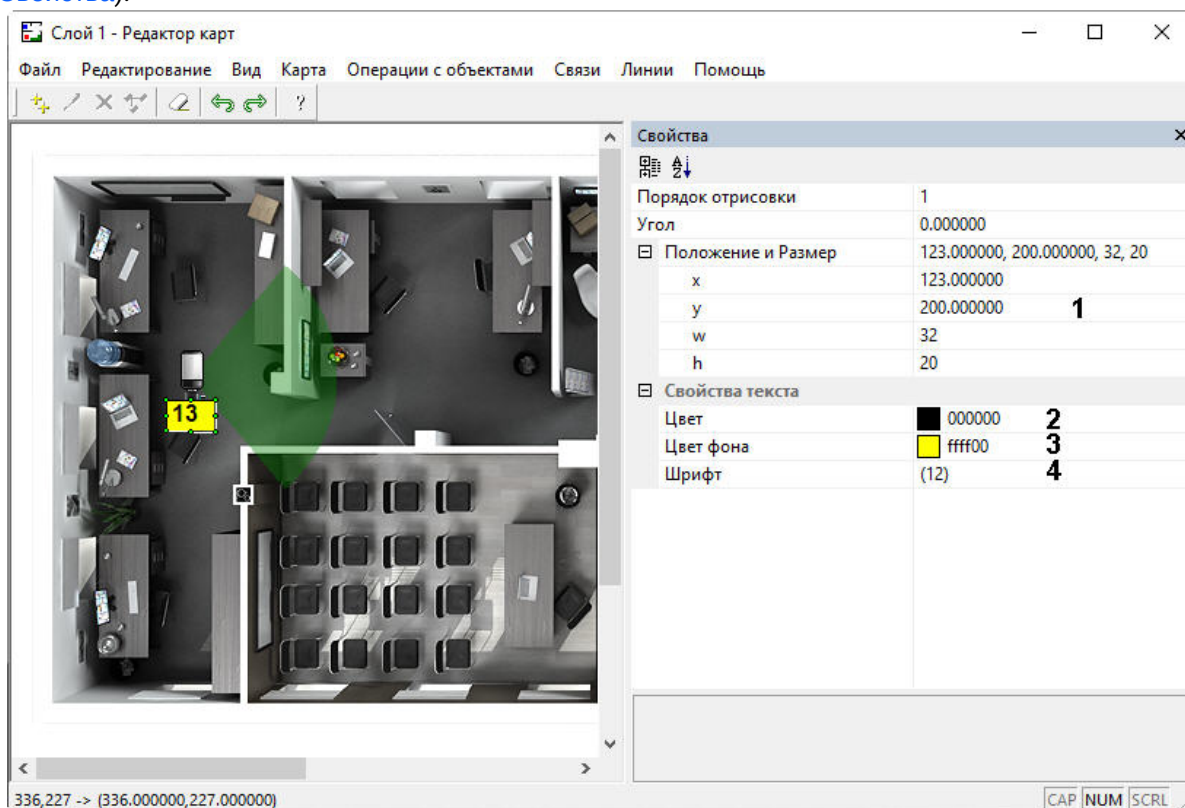 Свойства).
Слой 1 - Редактор карт
Файл Редактирование Вид Карта Операции с объектами Связи Линии Помощь
?
Свойства
Порядок отрисовки 1
Угол 0.000000
Положение и Размер 123.000000, 200.000000, 32, 20
x 123.000000
y 200.000000 1
w 32
h 20
Свойства текста
Цвет 000000 2
Цвет фона ffff00 3
Шрифт (12) 4
13
336,227 -> (336.000000,227.000000) CAP NUM SCRL